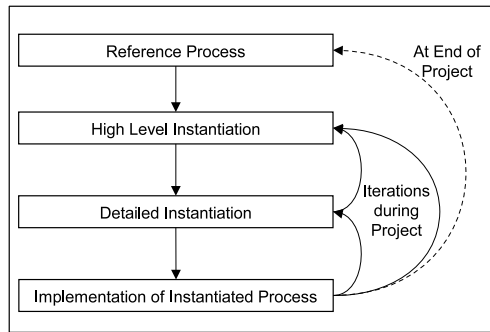 Reference Process
At End of
Project
High Level Instantiation
Iterations
during
Project
Detailed Instantiation
Implementation of Instantiated Process